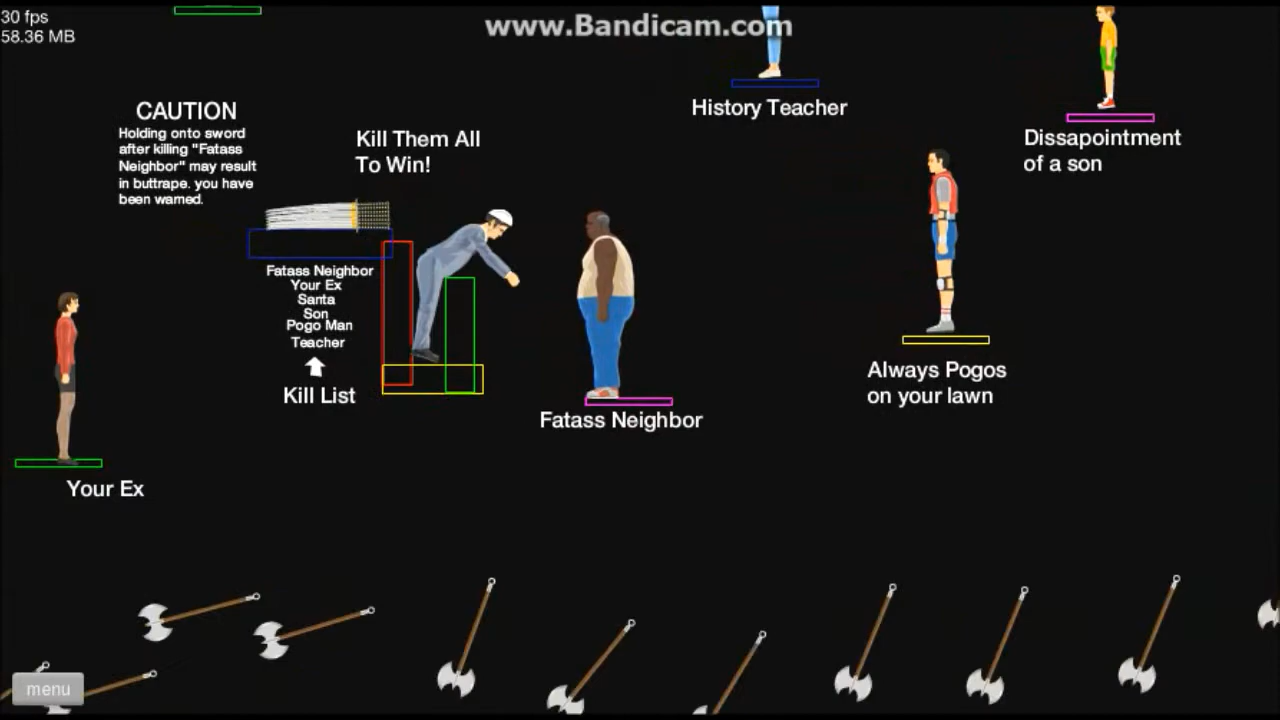 30 fps
58.36 MB
www.Bandicam.com
History Teacher
Dissapointment
of a son
CAUTION
Holding onto sword
after killing "Fatass
Neighbor" may result
in buttrape. you have
been warned.
Kill Them All
To Win!
Fatass Neighbor
Your Ex
Santa
Son
Pogo Man
Teacher
Kill List
Always Pogos
on your lawn
Fatass Neighbor
Your Ex
menu